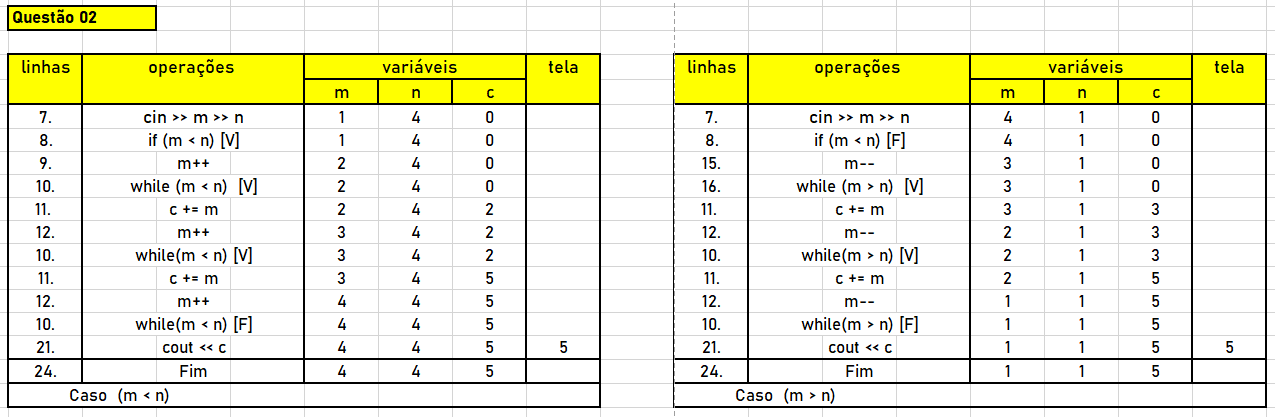 Questão 02
linhas operações variáveis tela
m n c
7. cin >> m >> n 1 4 0
8. if (m < n) [V] 1 4 0
9. m++ 2 4 0
10. while (m < n) [V] 2 4 0
11. c += m 2 4 2
12. m++ 3 4 2
10. while(m < n) [V] 3 4 2
11. c += m 3 4 5
12. m++ 4 4 5
10. while(m < n) [F] 4 4 5
21. cout << c 4 4 5 5
24. Fim 4 4 5
Caso (m < n)
linhas operações variáveis tela
m n c
7. cin >> m >> n 4 1 0
8. if (m < n) [F] 4 1 0
15. m-- 3 1 0
16. while (m > n) [V] 3 1 0
11. c += m 3 1 3
12. m-- 2 1 3
10. while(m > n) [V] 2 1 3
11. c += m 2 1 5
12. m-- 1 1 5
10. while(m > n) [F] 1 1 5
21. cout << c 1 1 5 5
24. Fim 1 1 5
Caso (m > n)